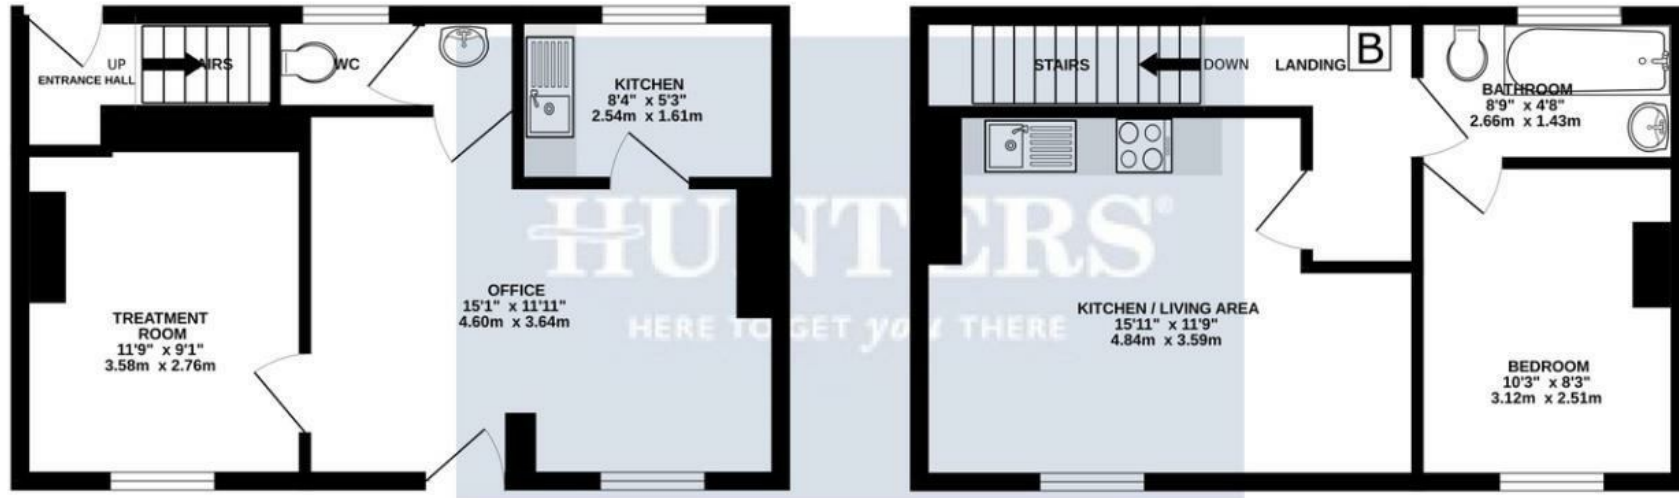 UP
STAIRS
ENTRANCE HALL
WC
KITCHEN
8'4" x 5'3"
2.54m x 1.61m
TREATMENT
ROOM
11'9" x 9'1"
3.58m x 2.76m
OFFICE
15'1" x 11'11"
4.60m x 3.64m
STAIRS
DOWN
LANDING
B
BATHROOM
8'9" x 4'8"
2.66m x 1.43m
KITCHEN / LIVING AREA
15'11" x 11'9"
4.84m x 3.59m
BEDROOM
10'3" x 8'3"
3.12m x 2.51m
HUNTERS®
HERE TO GET you THERE